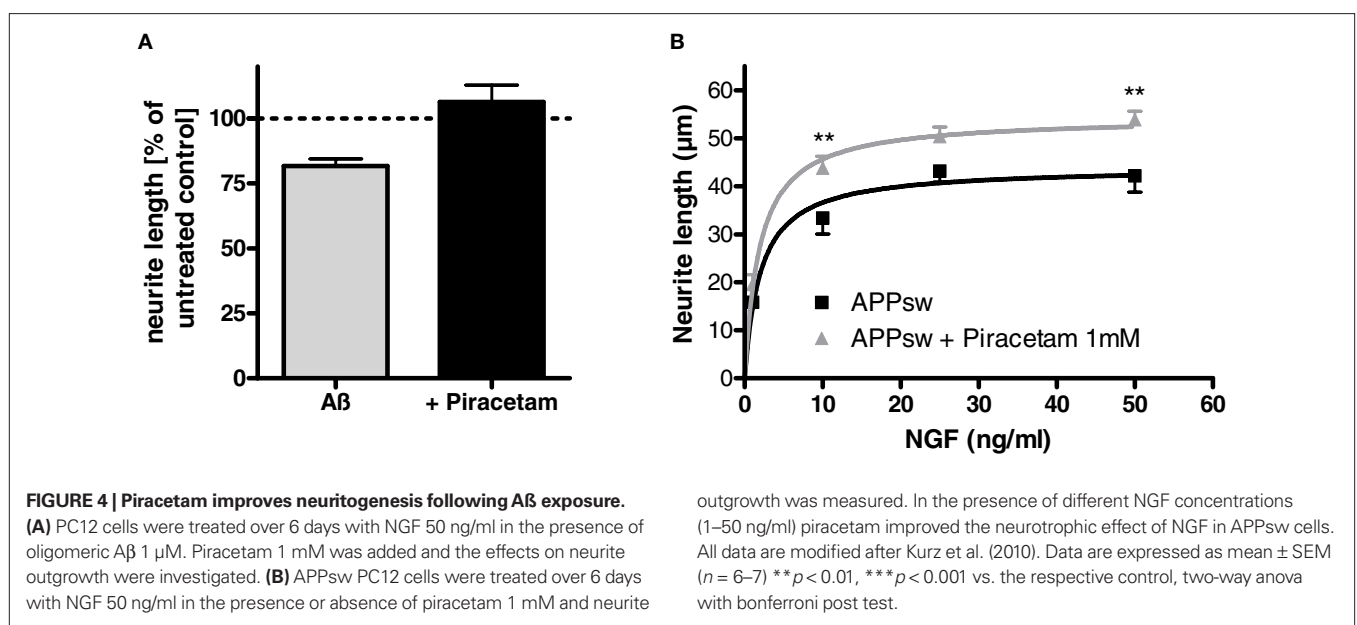 A
neurite length [% of
untreated control]
100
75
50
25
0
Aß
+ Piracetam
B
Neurite length (µm)
60
50
40
30
20
10
0
**
**
APPsw
APPsw + Piracetam 1mM
0 10 20 30 40 50 60
NGF (ng/ml)
FIGURE 4 | Piracetam improves neuritogenesis following Aß exposure.
(A) PC12 cells were treated over 6 days with NGF 50 ng/ml in the presence of
oligomeric Aβ 1 µM. Piracetam 1 mM was added and the effects on neurite
outgrowth were investigated. (B) APPsw PC12 cells were treated over 6 days
with NGF 50 ng/ml in the presence or absence of piracetam 1 mM and neurite
outgrowth was measured. In the presence of different NGF concentrations
(1–50 ng/ml) piracetam improved the neurotrophic effect of NGF in APPsw cells.
All data are modified after Kurz et al. (2010). Data are expressed as mean ± SEM
(n = 6–7) **p < 0.01, ***p < 0.001 vs. the respective control, two-way anova
with bonferroni post test.